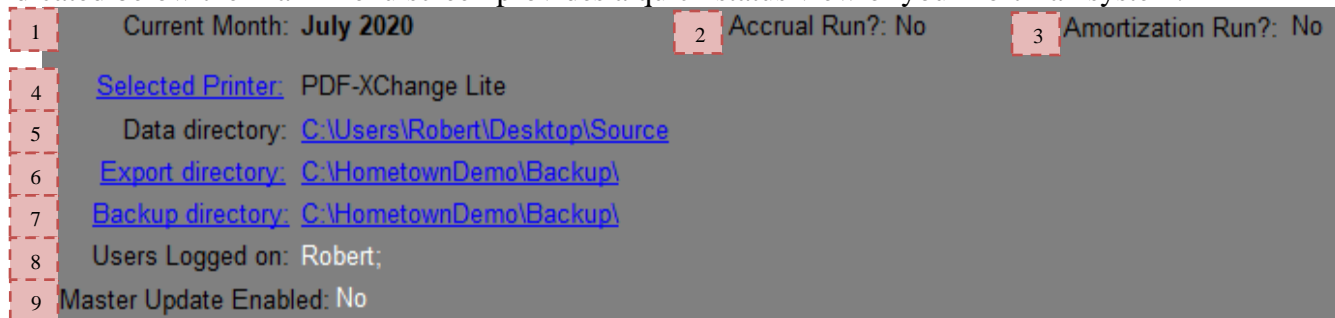 1 Current Month: July 2020 2 Accrual Run?: No 3 Amortization Run?: No
4 Selected Printer: PDF-XChange Lite
5 Data directory: C:\Users\Robert\Desktop\Source
6 Export directory: C:\HometownDemo\Backup\
7 Backup directory: C:\HometownDemo\Backup\
8 Users Logged on: Robert;
9 Master Update Enabled: No